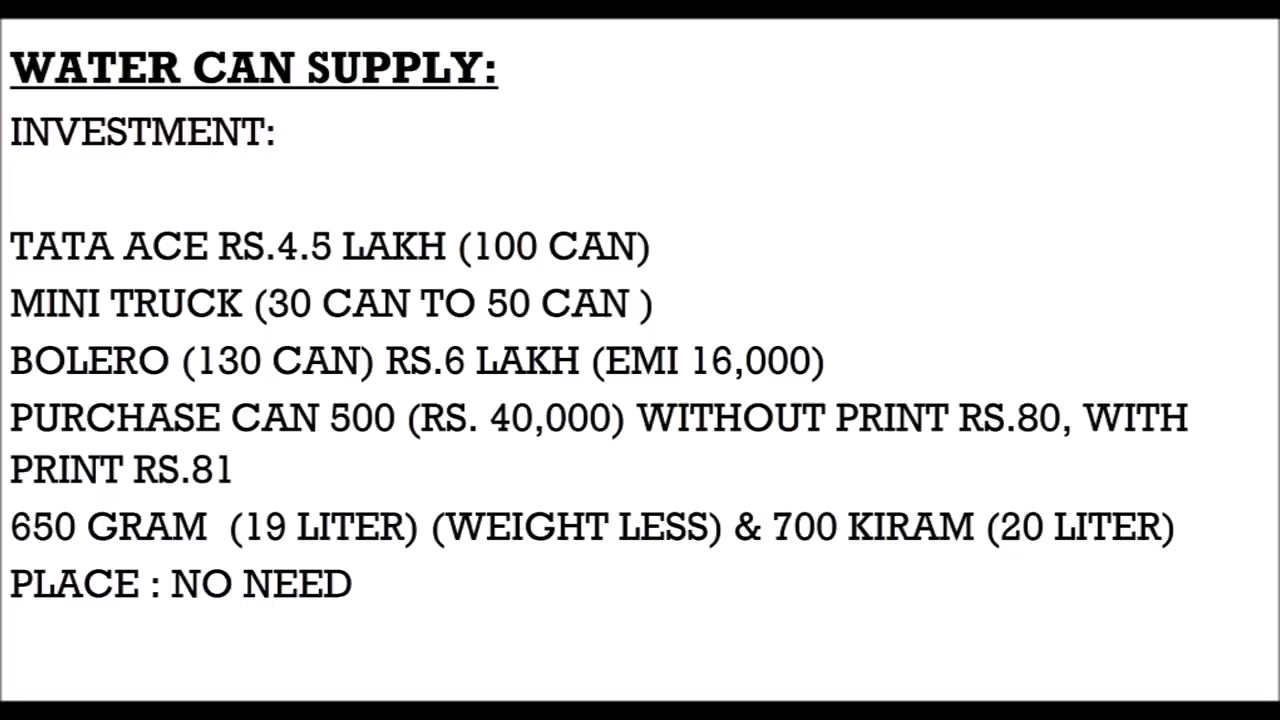 WATER CAN SUPPLY:
INVESTMENT:
TATA ACE RS.4.5 LAKH (100 CAN)
MINI TRUCK (30 CAN TO 50 CAN )
BOLERO (130 CAN) RS.6 LAKH (EMI 16,000)
PURCHASE CAN 500 (RS. 40,000) WITHOUT PRINT RS.80, WITH
PRINT RS.81
650 GRAM  (19 LITER) (WEIGHT LESS) & 700 KIRAM (20 LITER)
PLACE : NO NEED